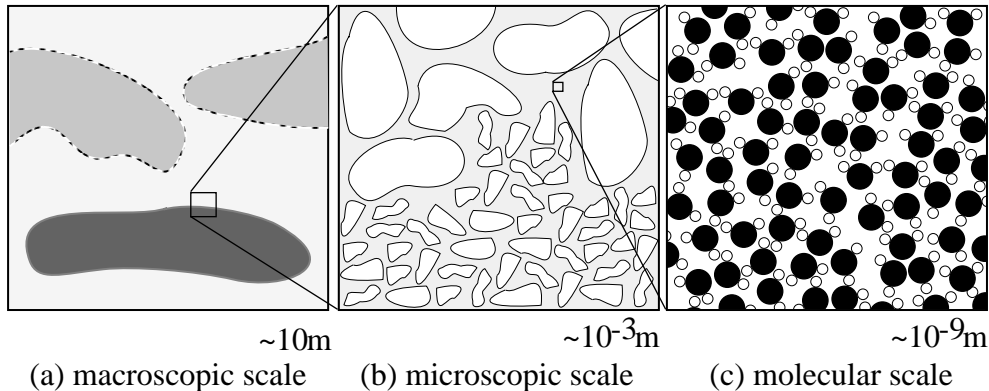 ~10m
~10-3m
~10-9m
(a) macroscopic scale
(b) microscopic scale
(c) molecular scale